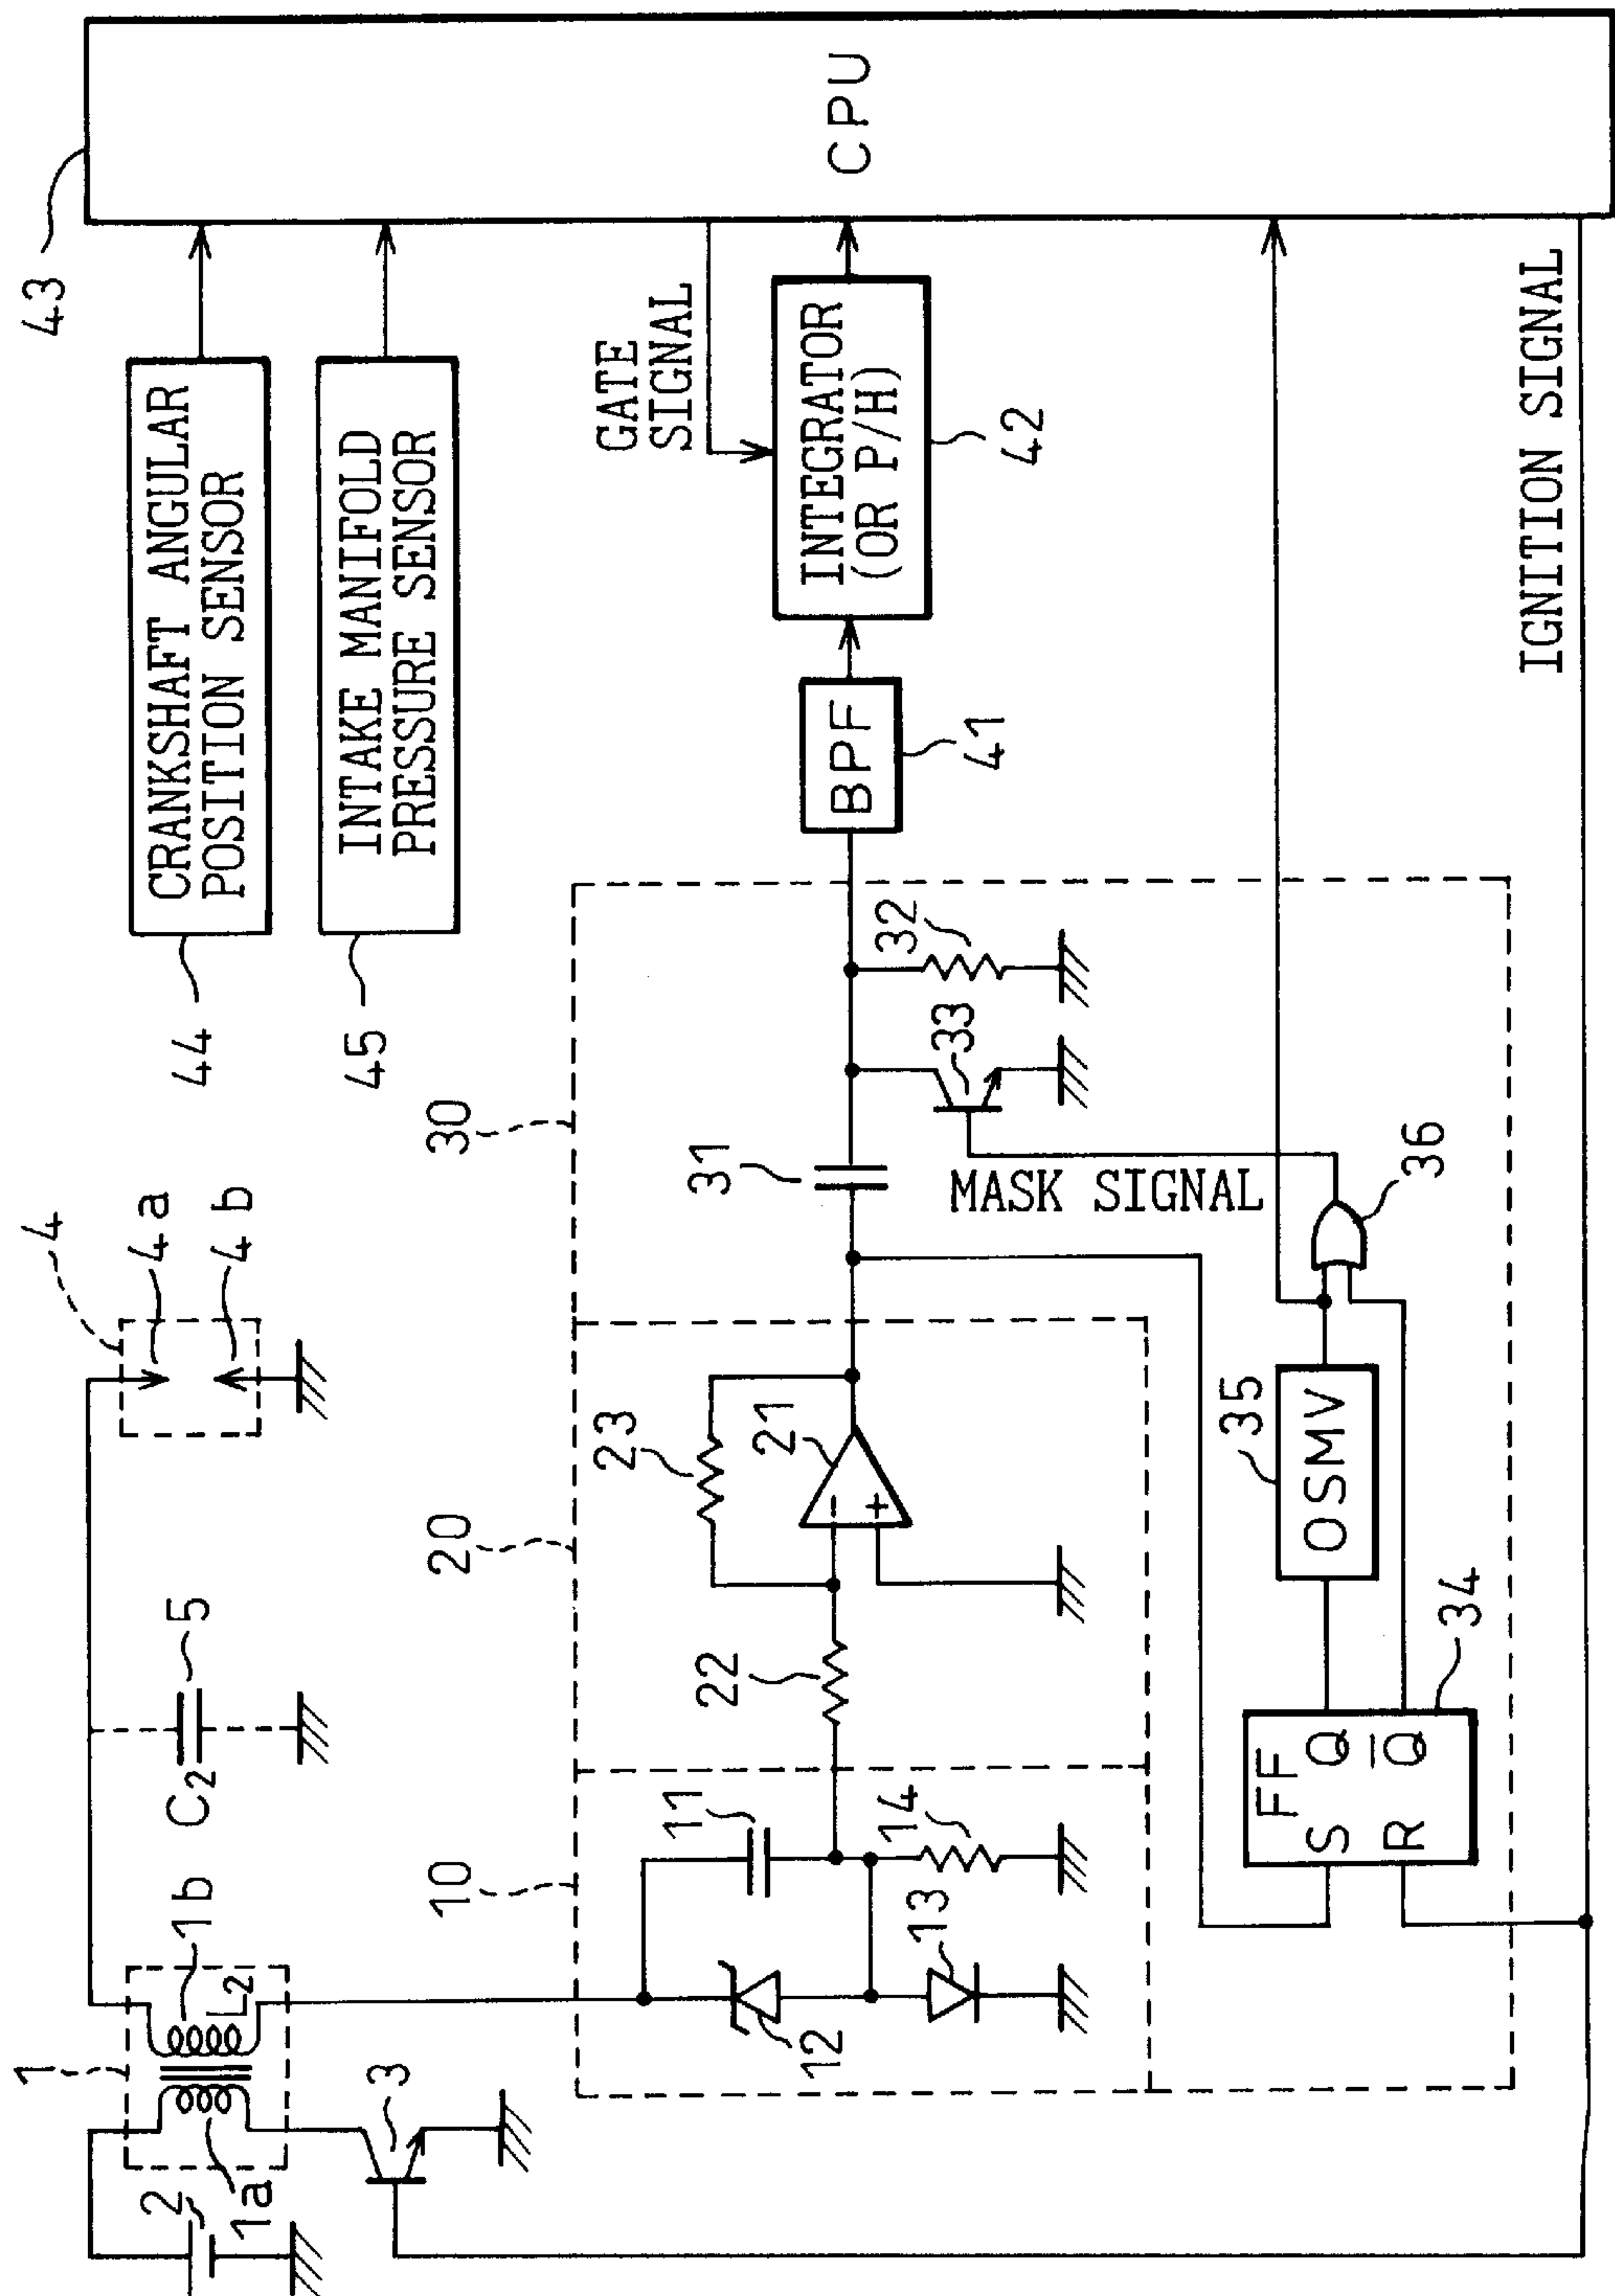 43
CPU
44
CRANKSHAFT ANGULAR
POSITION SENSOR
45
INTAKE MANIFOLD
PRESSURE SENSOR
GATE
SIGNAL
INTEGRATOR
(OR P/H)
42
BPF
41
IGNITION SIGNAL
1
1a
1b
L2
2
3
4
4a
4b
C2
5
10
11
12
13
14
20
21
-
+
22
23
30
31
32
33
MASK SIGNAL
FF
S Q
R Q̅
34
35
OSMV
36